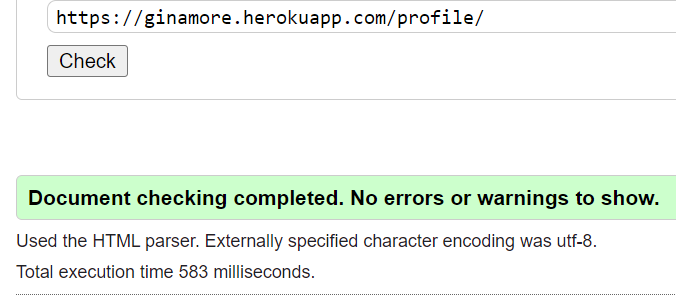 https://ginamore.herokuapp.com/profile/
Check
Document checking completed. No errors or warnings to show.
Used the HTML parser. Externally specified character encoding was utf-8.
Total execution time 583 milliseconds.